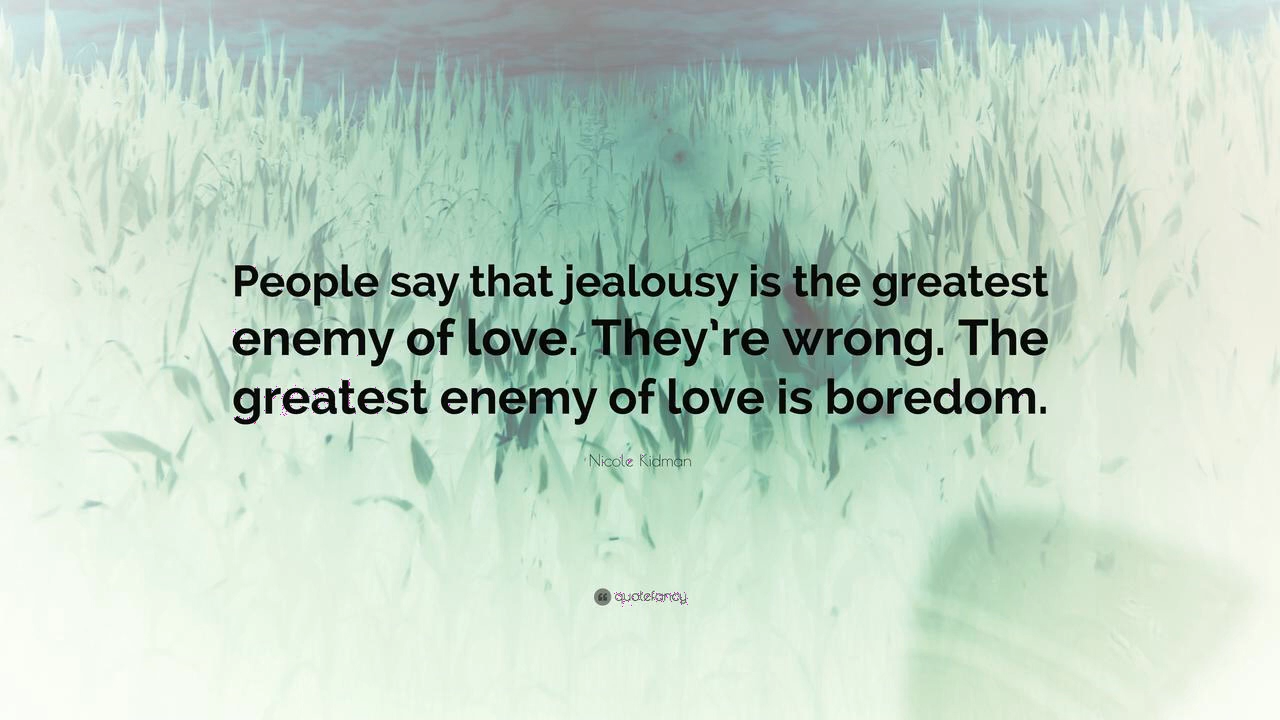 People say that jealousy is the greatest
enemy of love. They’re wrong. The
greatest enemy of love is boredom.
Nicole Kidman
quotefancy